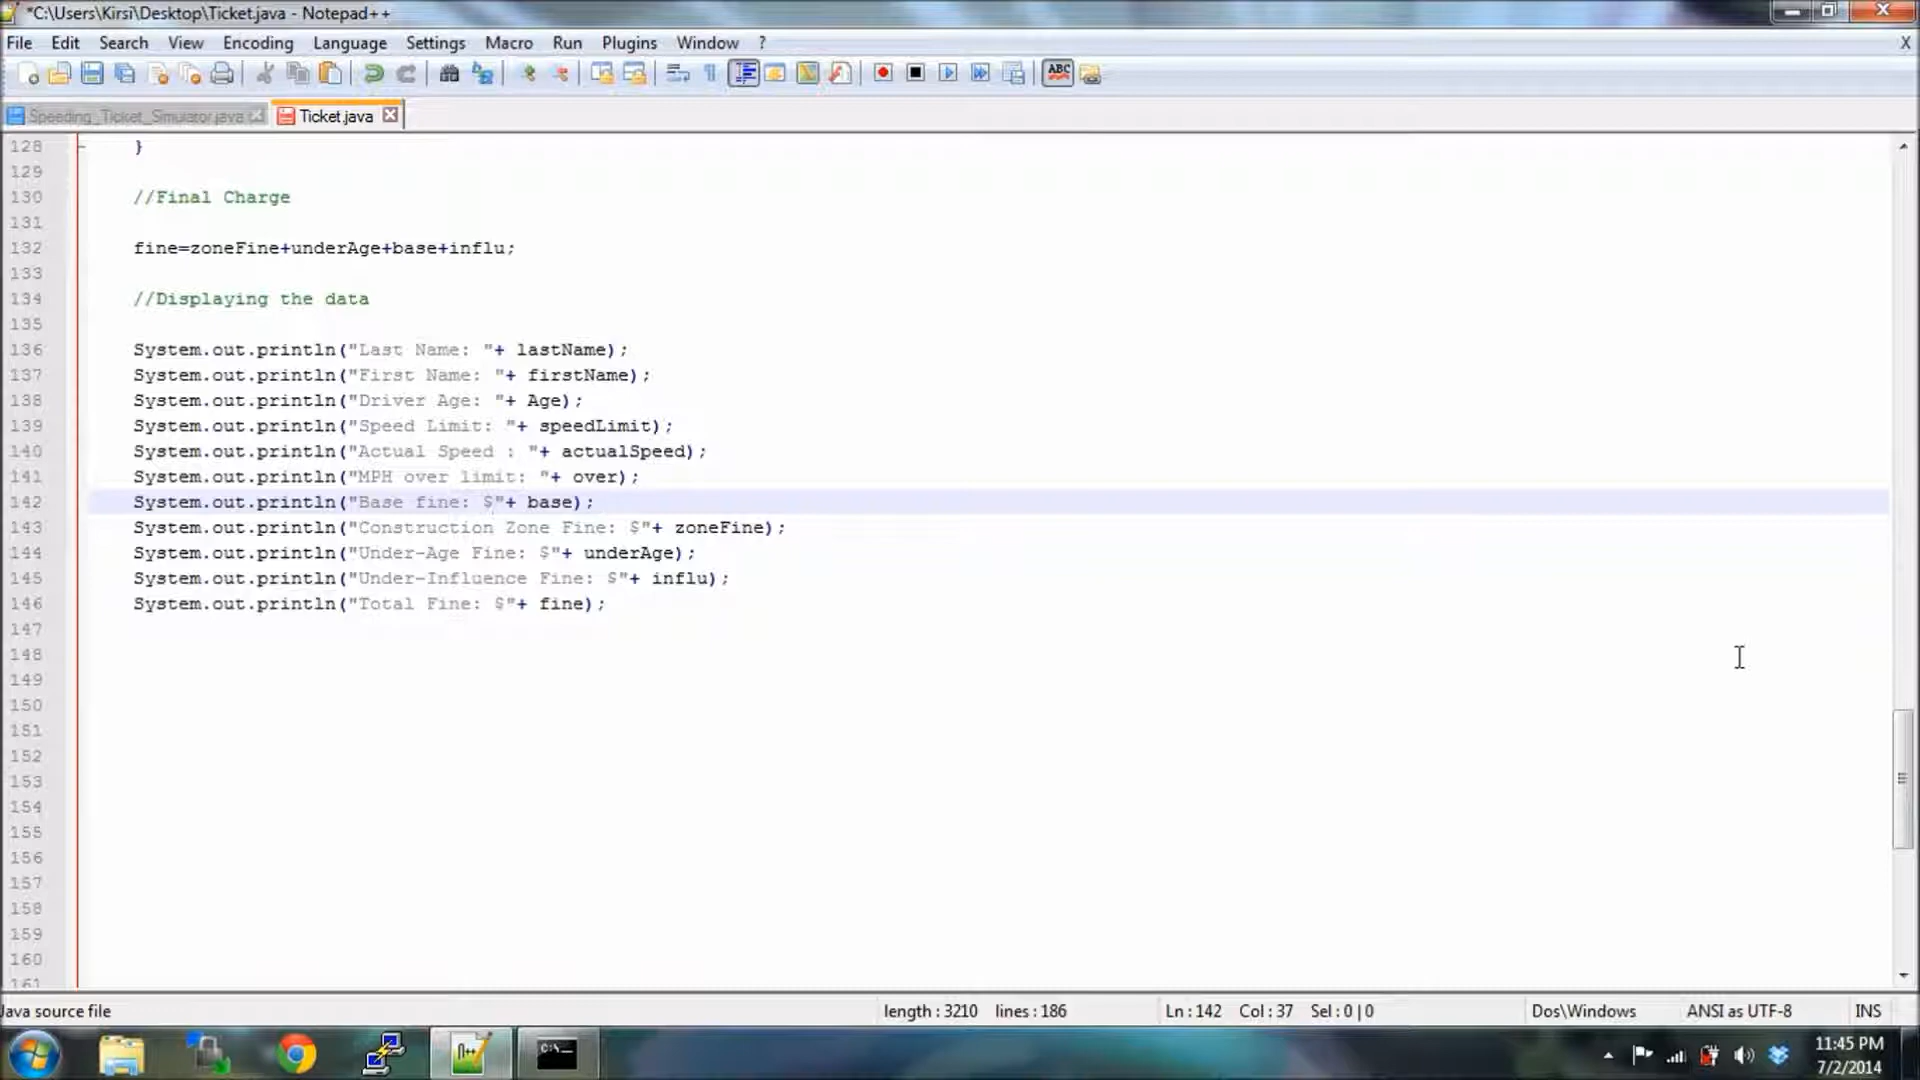 *C:\Users\Kirsi\Desktop\Ticket.java - Notepad++
File Edit Search View Encoding Language Settings Macro Run Plugins Window ? X
ABC
Speeding_Ticket_Simulator.java Ticket.java
128 }
129
130 //Final Charge
131
132 fine=zoneFine+underAge+base+influ;
133
134 //Displaying the data
135
136 System.out.println("Last Name: "+ lastName);
137 System.out.println("First Name: "+ firstName);
138 System.out.println("Driver Age: "+ Age);
139 System.out.println("Speed Limit: "+ speedLimit);
140 System.out.println("Actual Speed : "+ actualSpeed);
141 System.out.println("MPH over limit: "+ over);
142 System.out.println("Base fine: $"+ base);
143 System.out.println("Construction Zone Fine: $"+ zoneFine);
144 System.out.println("Under-Age Fine: $"+ underAge);
145 System.out.println("Under-Influence Fine: $"+ influ);
146 System.out.println("Total Fine: $"+ fine);
147
148
149
150
151
152
153
154
155
156
157
158
159
160
161
Java source file length : 3210 lines : 186 Ln : 142 Col : 37 Sel : 0 | 0 Dos\Windows ANSI as UTF-8 INS
11:45 PM
7/2/2014